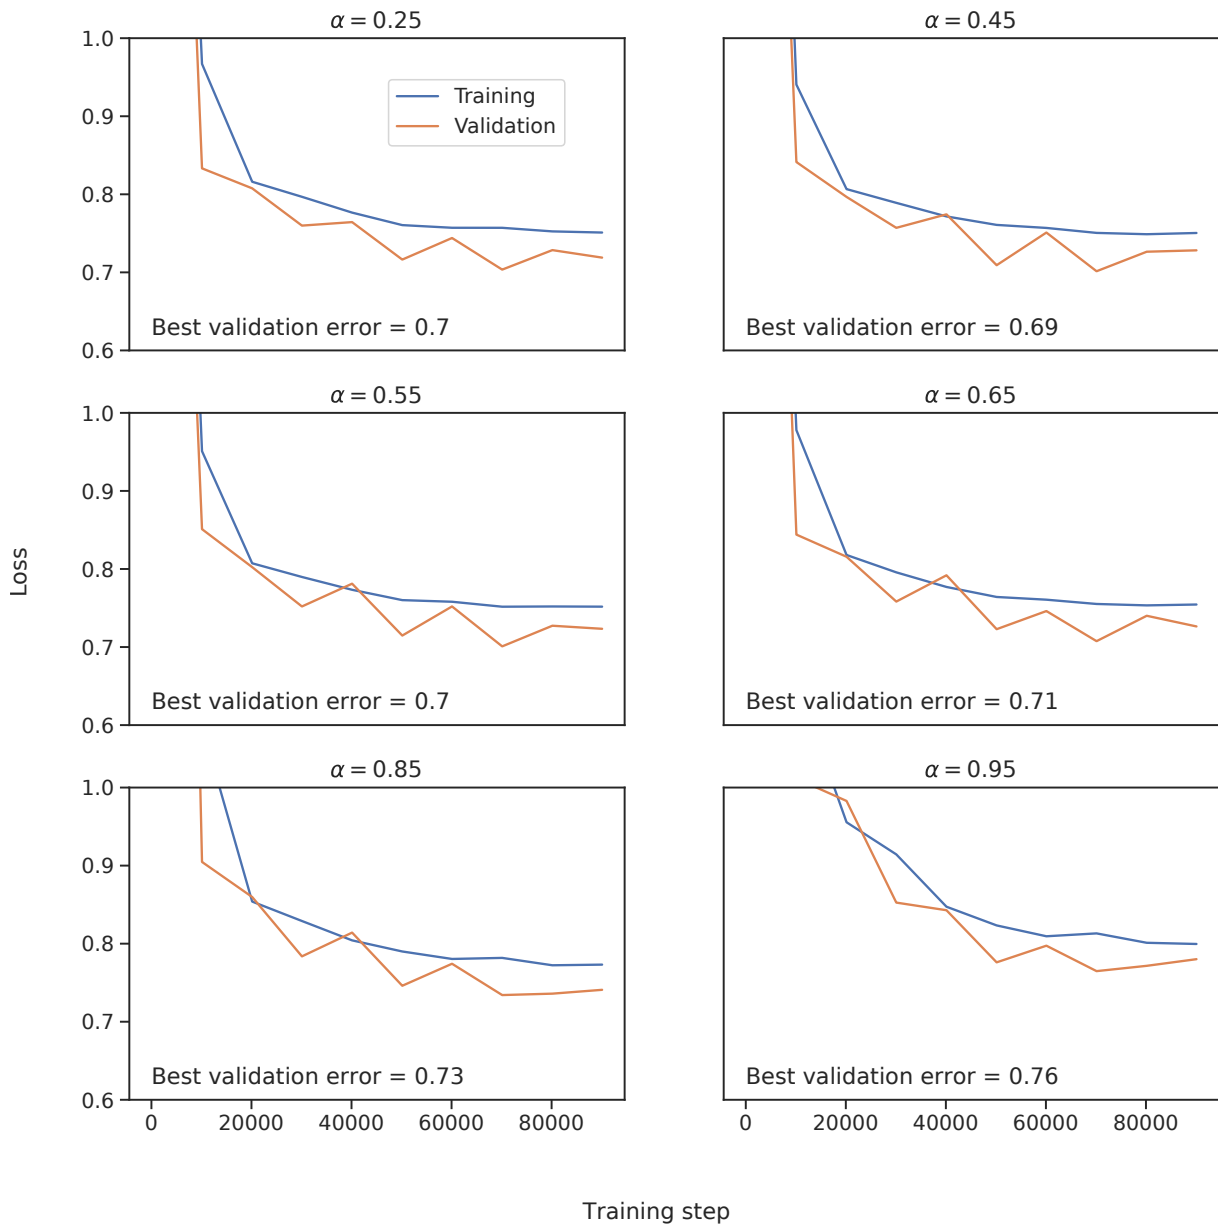 α = 0.25
α = 0.45
1.0
0.9
0.8
0.7
0.6
Training
Validation
Best validation error = 0.7
Best validation error = 0.69
α = 0.55
α = 0.65
1.0
0.9
0.8
0.7
0.6
Best validation error = 0.7
Best validation error = 0.71
Loss
α = 0.85
α = 0.95
1.0
0.9
0.8
0.7
0.6
Best validation error = 0.73
Best validation error = 0.76
0 20000 40000 60000 80000
0 20000 40000 60000 80000
Training step